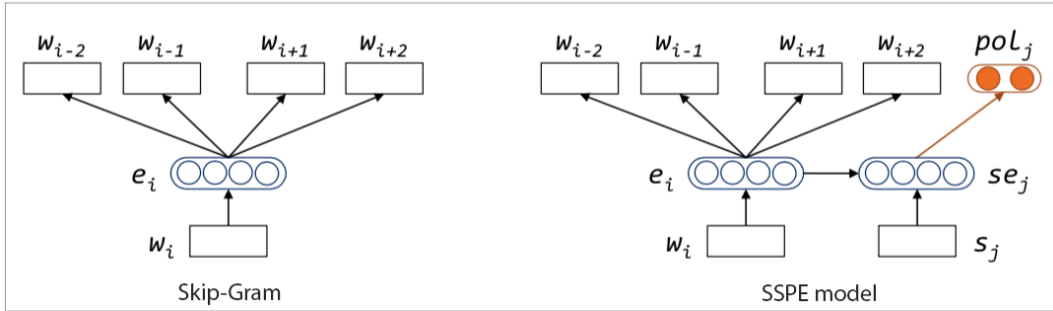 w_{i-2} w_{i-1} w_{i+1} w_{i+2}
e_i
w_i
Skip-Gram
w_{i-2} w_{i-1} w_{i+1} w_{i+2} pol_j
e_i se_j
w_i s_j
SSPE model